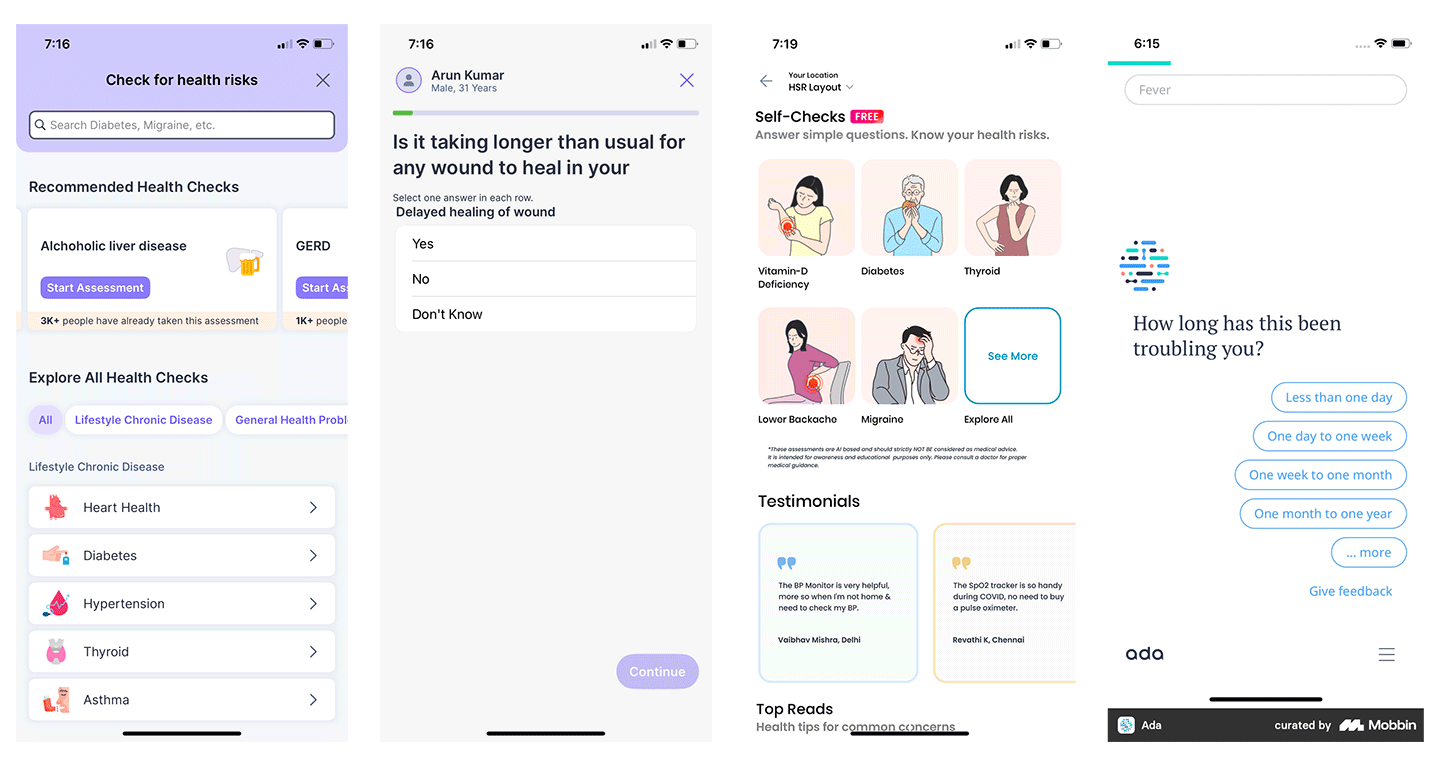 7:16
Check for health risks
Search Diabetes, Migraine, etc.
Recommended Health Checks
Alchoholic liver disease
Start Assessment
3K+ people have already taken this assessment
GERD
Start As
1K+ people
Explore All Health Checks
All
Lifestyle Chronic Disease
General Health Probl
Lifestyle Chronic Disease
Heart Health
Diabetes
Hypertension
Thyroid
Asthma
7:16
Arun Kumar
Male, 31 Years
Is it taking longer than usual for
any wound to heal in your
Select one answer in each row.
Delayed healing of wound
Yes
No
Don't Know
Continue
7:19
Your Location
HSR Layout
Self-Checks FREE
Answer simple questions. Know your health risks.
Vitamin-D
Deficiency
Diabetes
Thyroid
Lower Backache
Migraine
See More
Explore All
*These assessments are AI based and should strictly NOT BE considered as medical advice.
It is intended for awareness and educational purposes only. Please consult a doctor for proper
medical guidance.
Testimonials
The BP Monitor is very helpful,
more so when I'm not home &
need to check my BP.
Vaibhav Mishra, Delhi
The SpO2 tracker is so handy
during COVID, no need to buy
a pulse oximeter.
Revathi K, Chennai
Top Reads
Health tips for common concerns
6:15
Fever
How long has this been
troubling you?
Less than one day
One day to one week
One week to one month
One month to one year
... more
Give feedback
ada
Ada
curated by Mobbin